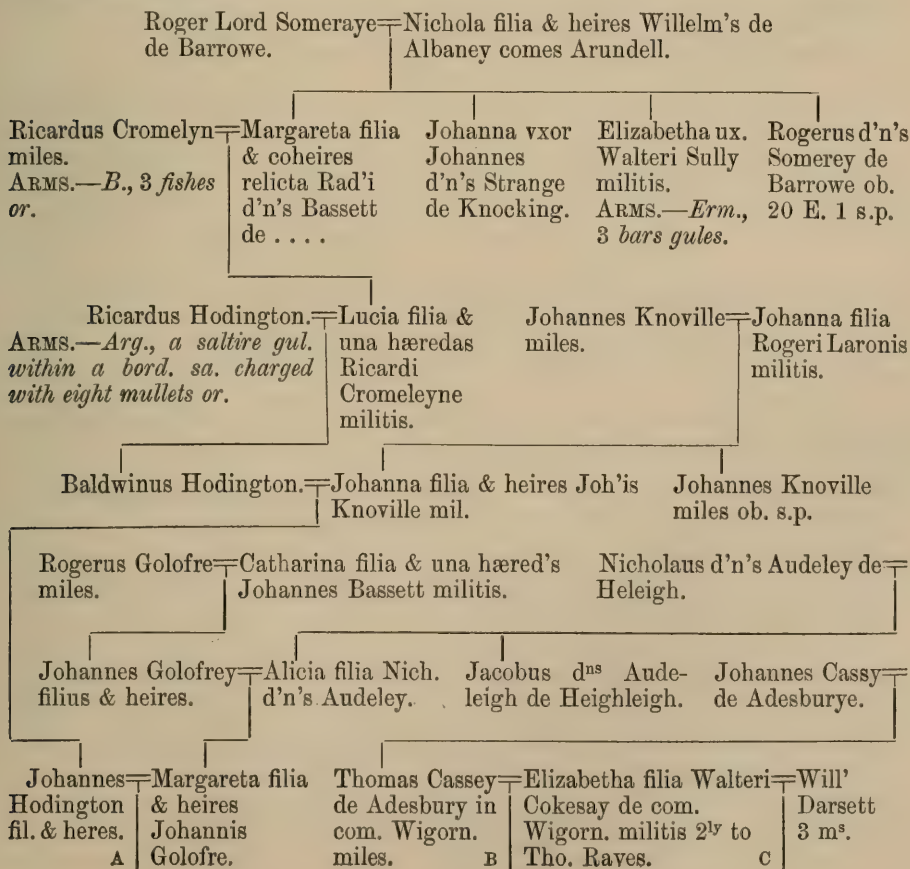 Roger Lord Someraye
de Barrowe.
Nichola filia & heires Willelm's de
Albaney comes Arundell.
Ricardus Cromelyn
miles.
ARMS.—B., 3 fishes
or.
Margareta filia
& coheires
relicta Rad'i
d'n's Bassett
de . . . .
Johanna vxor
Johannes
d'n's Strange
de Knocking.
Elizabetha ux.
Walteri Sully
militis.
ARMS.—Erm.,
3 bars gules.
Rogerus d'n's
Somerey de
Barrowe ob.
20 E. 1 s.p.
Ricardus Hodington.
ARMS.—Arg., a saltire gul.
within a bord. sa. charged
with eight mullets or.
Lucia filia &
una hæredas
Ricardi
Cromeleyne
militis.
Johannes Knoville
miles.
Johanna filia
Rogeri Laronis
militis.
Baldwinus Hodington.
Johanna filia & heires Joh'is
Knoville mil.
Johannes Knoville
miles ob. s.p.
Rogerus Golofre
miles.
Catharina filia & una hæred's
Johannes Bassett militis.
Nicholaus d'n's Audeley de
Heleigh.
Johannes Golofrey
filius & heires.
Alicia filia Nich.
d'n's Audeley.
Jacobus dns Aude-
leigh de Heighleigh.
Johannes Cassy
de Adesburye.
Johannes
Hodington
fil. & heres.
A
Margareta filia
& heires
Johannis
Golofre.
Thomas Cassey
de Adesbury in
com. Wigorn.
miles.
B
Elizabetha filia Walteri
Cokesay de com.
Wigorn. militis 2ly to
Tho. Raves.
C
Will'
Darsett
3 ms.